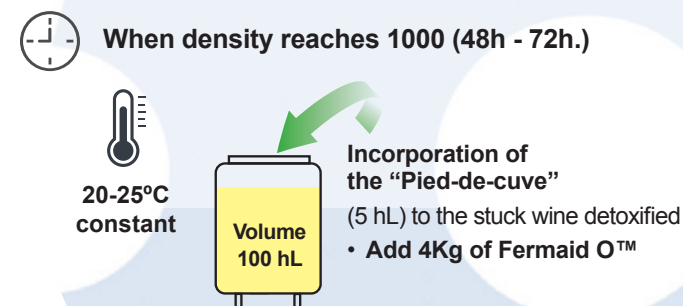 When density reaches 1000 (48h - 72h.)
20-25ºC
constant
Volume
100 hL
Incorporation of
the “Pied-de-cuve”
(5 hL) to the stuck wine detoxified
• Add 4Kg of Fermaid O™